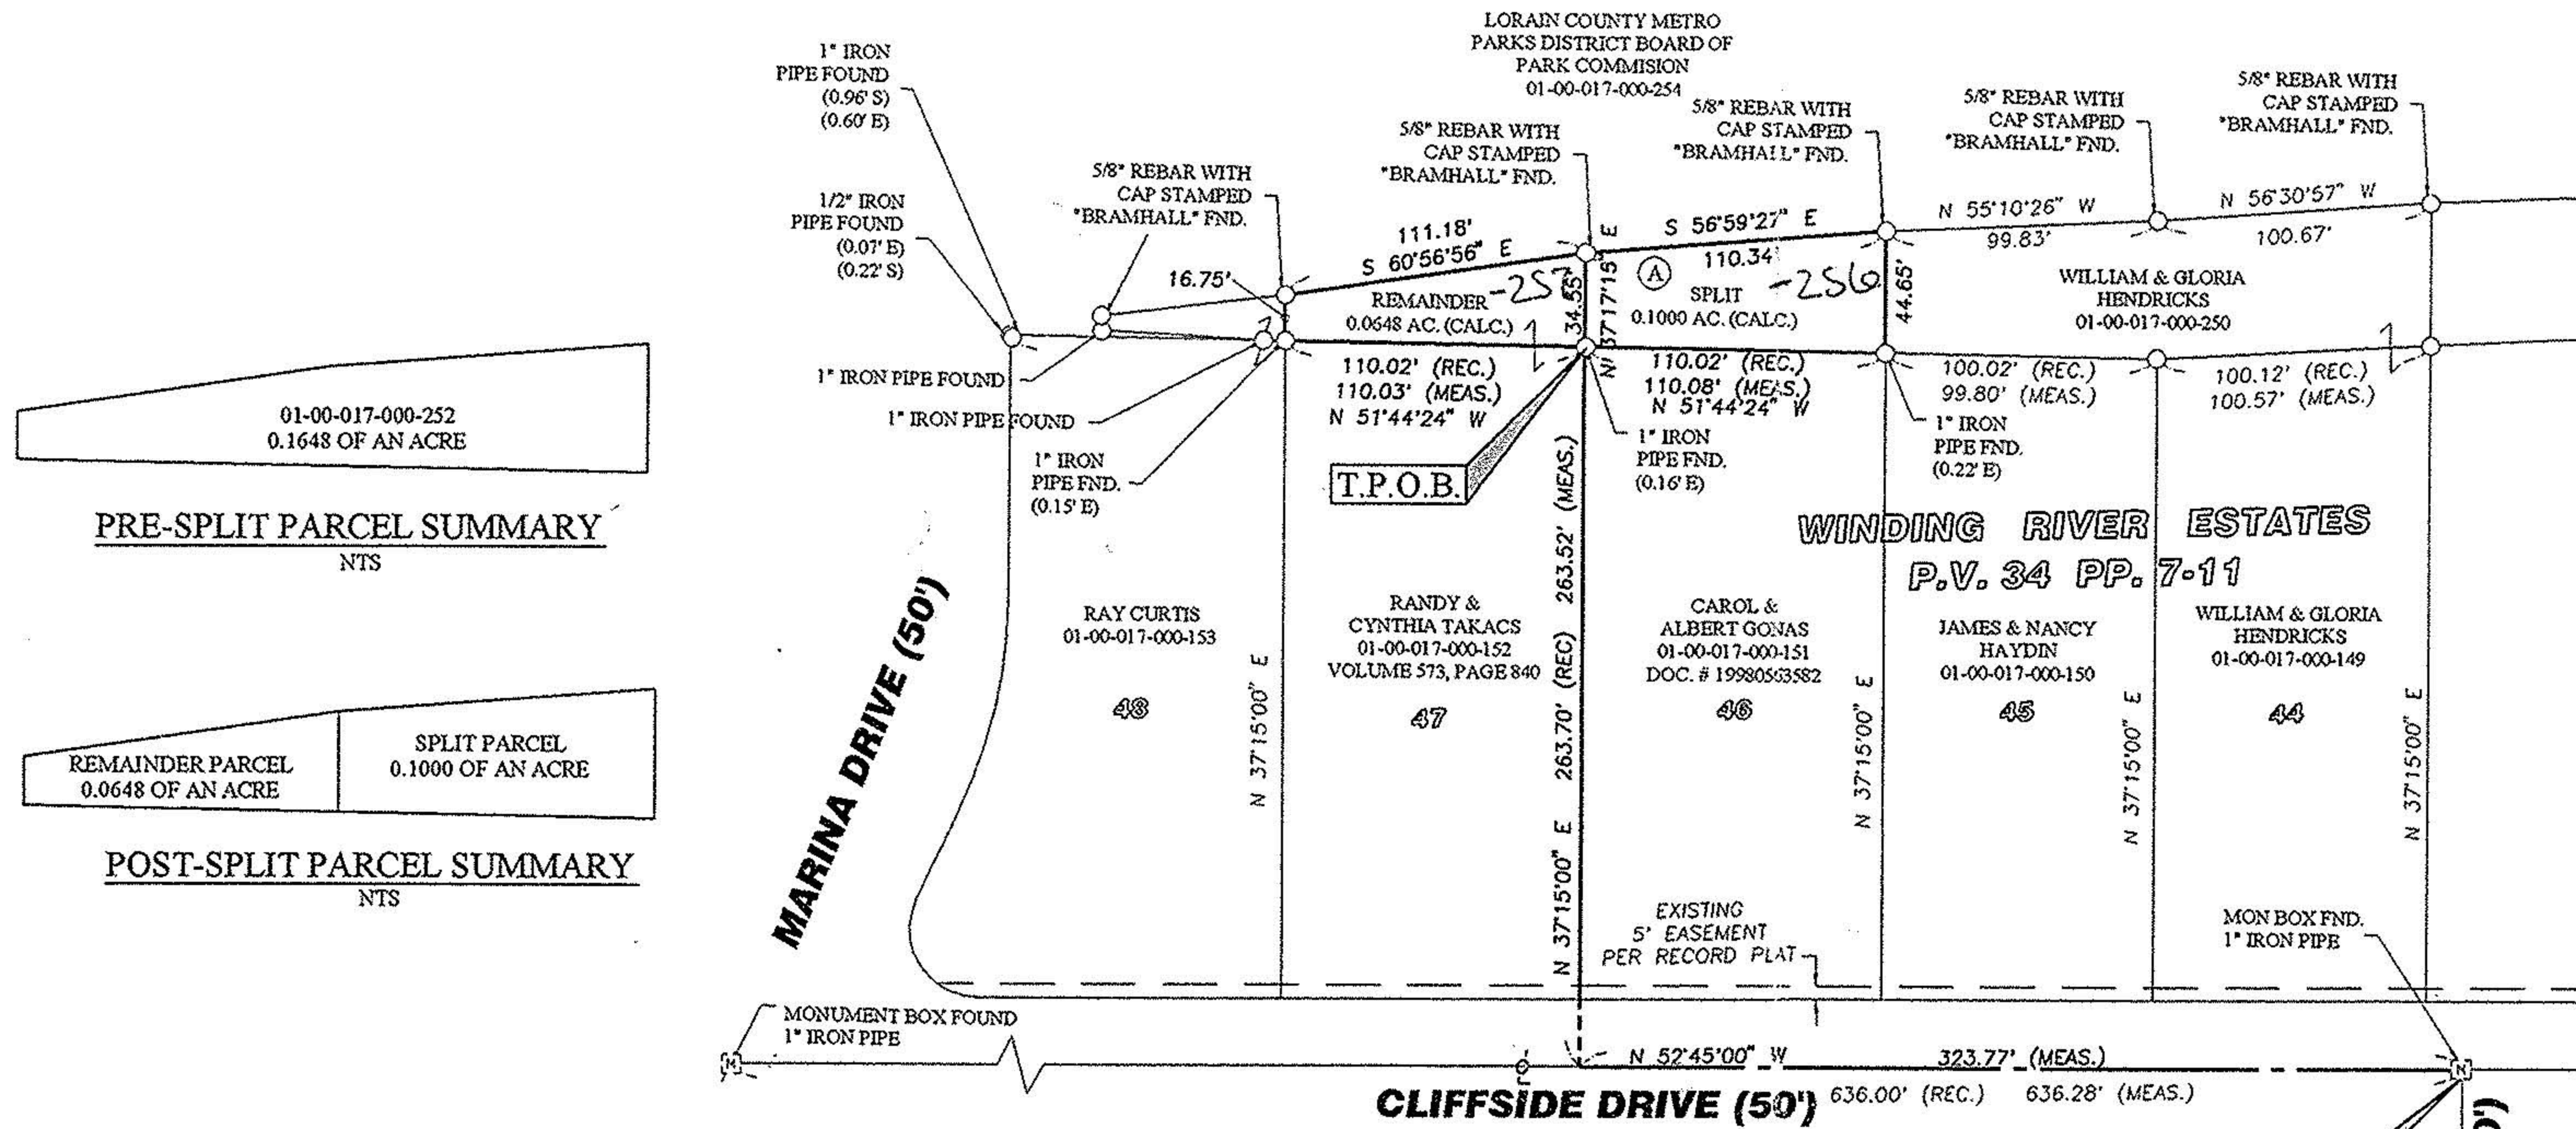 LORAIN COUNTY METRO
PARKS DISTRICT BOARD OF
PARK COMMISION
01-00-017-000-254
1" IRON
PIPE FOUND
(0.96' S)
(0.60' E)
1/2" IRON
PIPE FOUND
(0.07' E)
(0.22' S)
5/8" REBAR WITH
CAP STAMPED
"BRAMHALL" FND.
5/8" REBAR WITH
CAP STAMPED
"BRAMHALL" FND.
5/8" REBAR WITH
CAP STAMPED
"BRAMHALL" FND.
5/8" REBAR WITH
CAP STAMPED
"BRAMHALL" FND.
5/8" REBAR WITH
CAP STAMPED
"BRAMHALL" FND.
16.75'
111.18'
S 60°56'56" E
S 56°59'27" E
110.34'
N 55°10'26" W
99.83'
N 56°30'57" W
100.67'
REMAINDER
0.0648 AC. (CALC.)
34.55'
N 37°17'15" E
A
SPLIT
0.1000 AC. (CALC.)
-256
44.65'
WILLIAM & GLORIA
HENDRICKS
01-00-017-000-250
1" IRON PIPE FOUND
1" IRON PIPE FOUND
1" IRON
PIPE FND.
(0.15' E)
110.02' (REC.)
110.03' (MEAS.)
N 51°44'24" W
110.02' (REC.)
110.08' (MEAS.)
N 51°44'24" W
100.02' (REC.)
99.80' (MEAS.)
100.12' (REC.)
100.57' (MEAS.)
T.P.O.B.
1" IRON
PIPE FND.
(0.16' E)
1" IRON
PIPE FND.
(0.22' E)
01-00-017-000-252
0.1648 OF AN ACRE
PRE-SPLIT PARCEL SUMMARY
NTS
REMAINDER PARCEL
0.0648 OF AN ACRE
SPLIT PARCEL
0.1000 OF AN ACRE
POST-SPLIT PARCEL SUMMARY
NTS
WINDING RIVER ESTATES
P.V. 34 PP. 7-11
MARINA DRIVE (50')
RAY CURTIS
01-00-017-000-153
48
N 37°15'00" E
RANDY &
CYNTHIA TAKACS
01-00-017-000-152
VOLUME 573, PAGE 840
47
N 37°15'00" E 263.70' (REC) 263.52' (MEAS.)
CAROL &
ALBERT GONAS
01-00-017-000-151
DOC. # 19980563582
46
N 37°15'00" E
JAMES & NANCY
HAYDIN
01-00-017-000-150
45
N 37°15'00" E
WILLIAM & GLORIA
HENDRICKS
01-00-017-000-149
44
N 37°15'00" E
EXISTING
5' EASEMENT
PER RECORD PLAT
MON BOX FND.
1" IRON PIPE
MONUMENT BOX FOUND
1" IRON PIPE
N 52°45'00" W 323.77' (MEAS.)
CLIFFSIDE DRIVE (50')
636.00' (REC.) 636.28' (MEAS.)